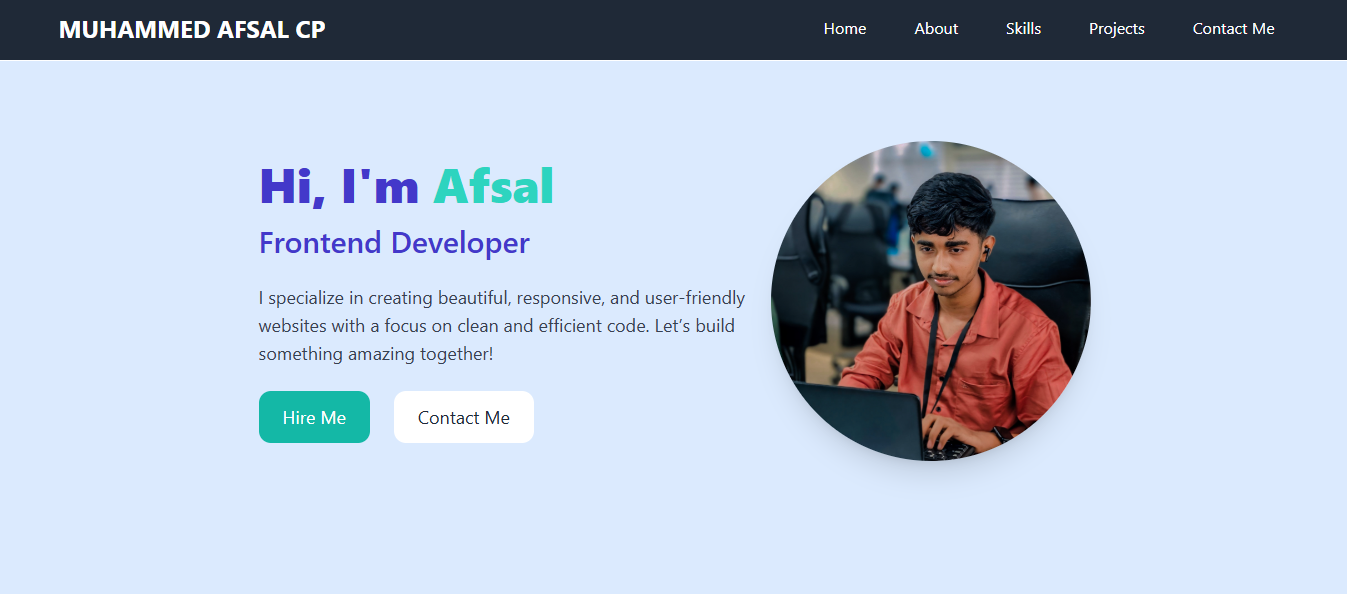 MUHAMMED AFSAL CP
Home
About
Skills
Projects
Contact Me
Hi, I'm Afsal
Frontend Developer
I specialize in creating beautiful, responsive, and user-friendly
websites with a focus on clean and efficient code. Let’s build
something amazing together!
Hire Me
Contact Me